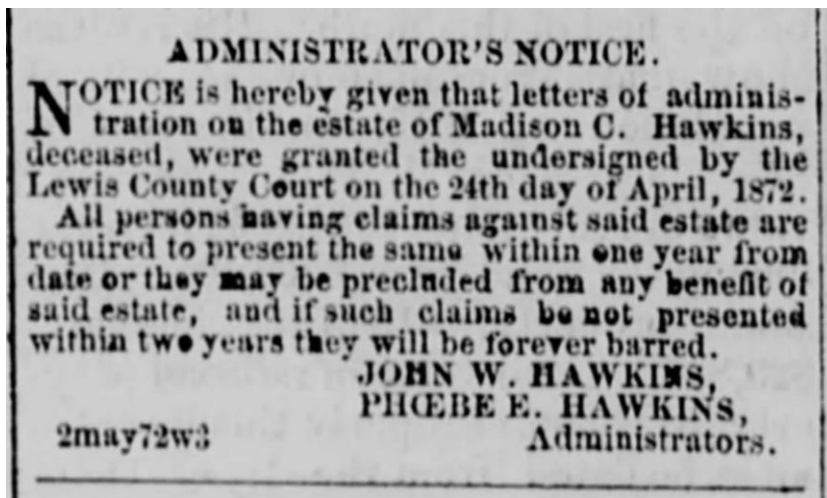 ADMINISTRATOR'S NOTICE.
NOTICE is hereby given that letters of adminis-
tration on the estate of Madison C. Hawkins,
deceased, were granted the undersigned by the
Lewis County Court on the 24th day of April, 1872.
All persons having claims against said estate are
required to present the same within one year from
date or they may be precluded from any benefit of
said estate, and if such claims be not presented
within two years they will be forever barred.
JOHN W. HAWKINS,
PHŒBE E. HAWKINS,
2may72w3 Administrators.